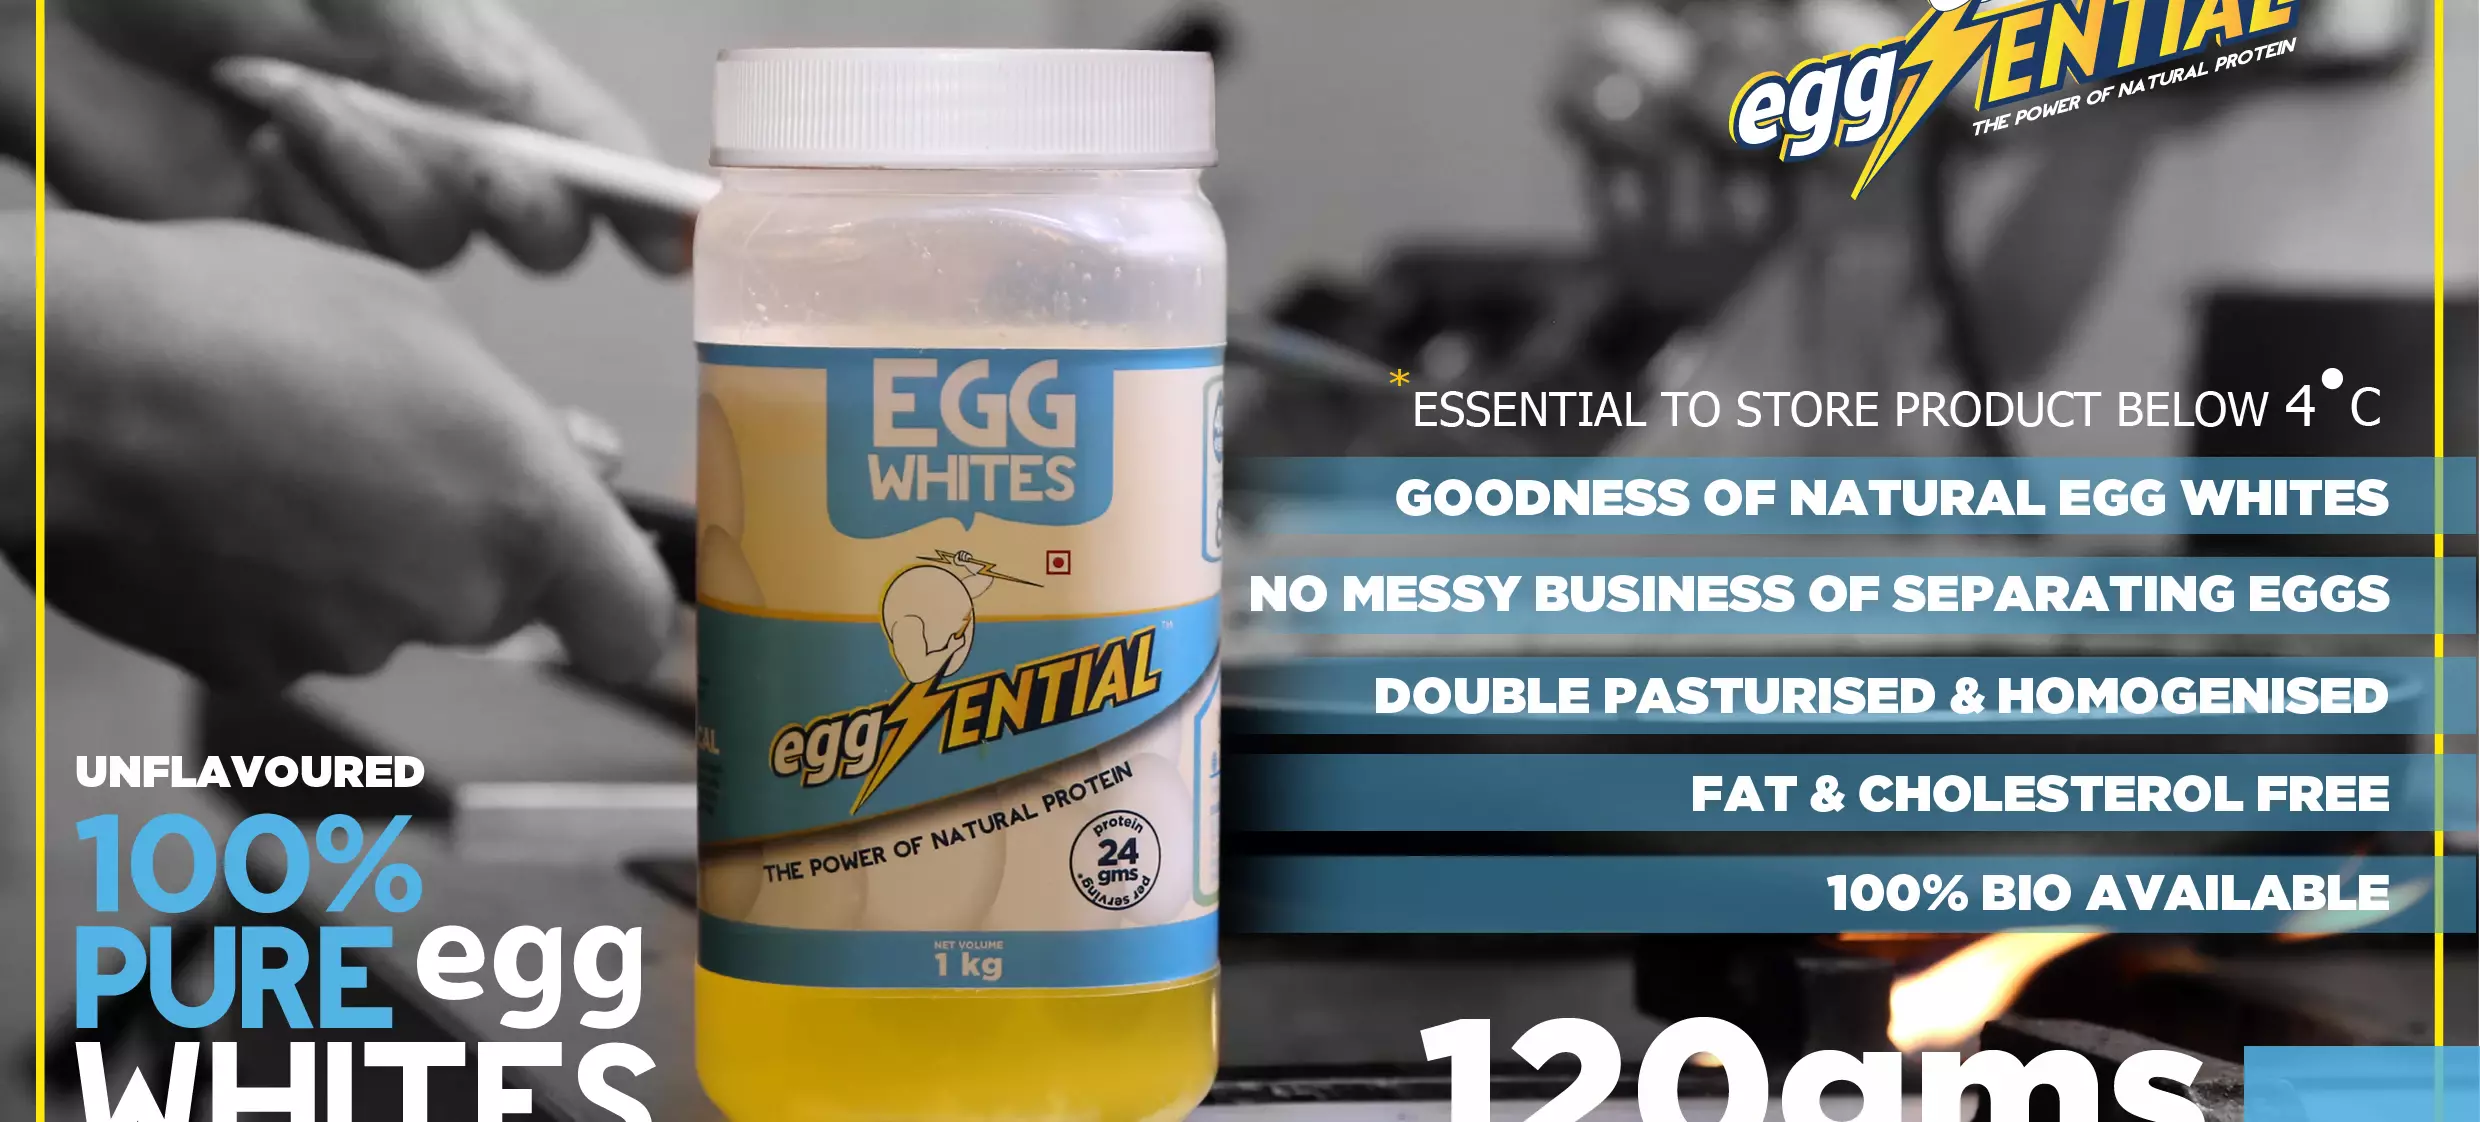 eggSENTIAL
THE POWER OF NATURAL PROTEIN
*ESSENTIAL TO STORE PRODUCT BELOW 4°C
GOODNESS OF NATURAL EGG WHITES
NO MESSY BUSINESS OF SEPARATING EGGS
DOUBLE PASTURISED & HOMOGENISED
FAT & CHOLESTEROL FREE
100% BIO AVAILABLE
120gms
EGG
WHITES
eggSENTIAL™
THE POWER OF NATURAL PROTEIN
protein
24
gms
per serving*
NET VOLUME
1 kg
UNFLAVOURED
100%
PURE egg
WHITES